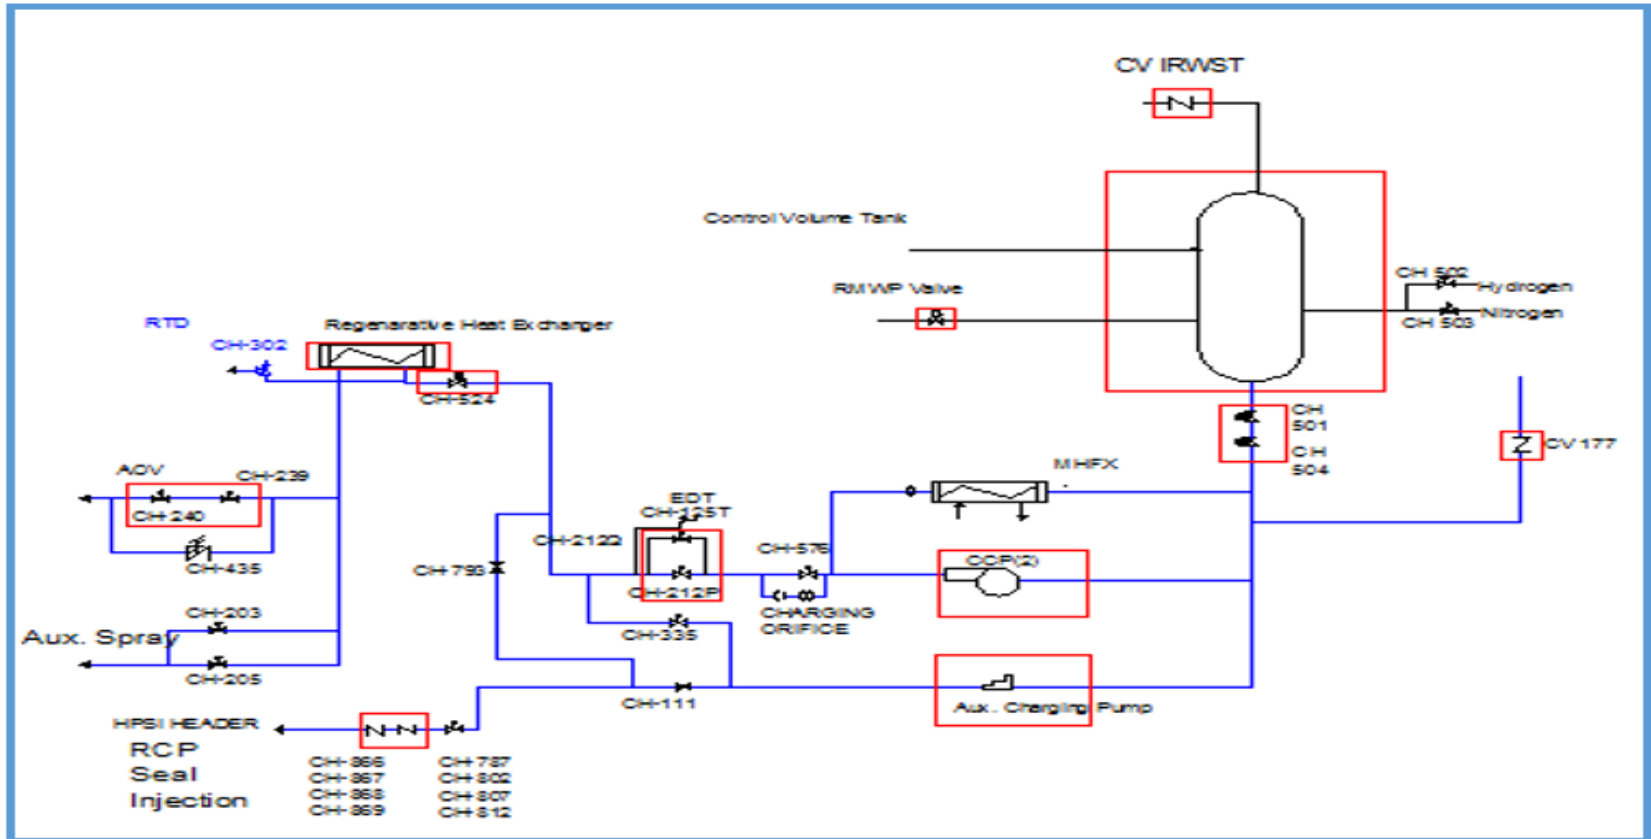 CV IRWST
Control Volume Tank
CH 502
Hydrogen
RMWP Valve
Nitrogen
CH 503
RTD
Regenarative Heat Exchanger
CH-302
CH-524
CH
501
CV 177
CH
504
MHFX
AOV
CH-239
CH-240
EDT
CH-125T
CH-212Q
CH-576
CCP(2)
CH-435
CH-793
CH-212P
CHARGING
ORIFICE
CH-203
Aux. Spray
CH-335
CH-205
CH-111
Aux. Charging Pump
HPSI HEADER
RCP
Seal
Injection
CH-866
CH-867
CH-868
CH-869
CH-787
CH-802
CH-807
CH-812